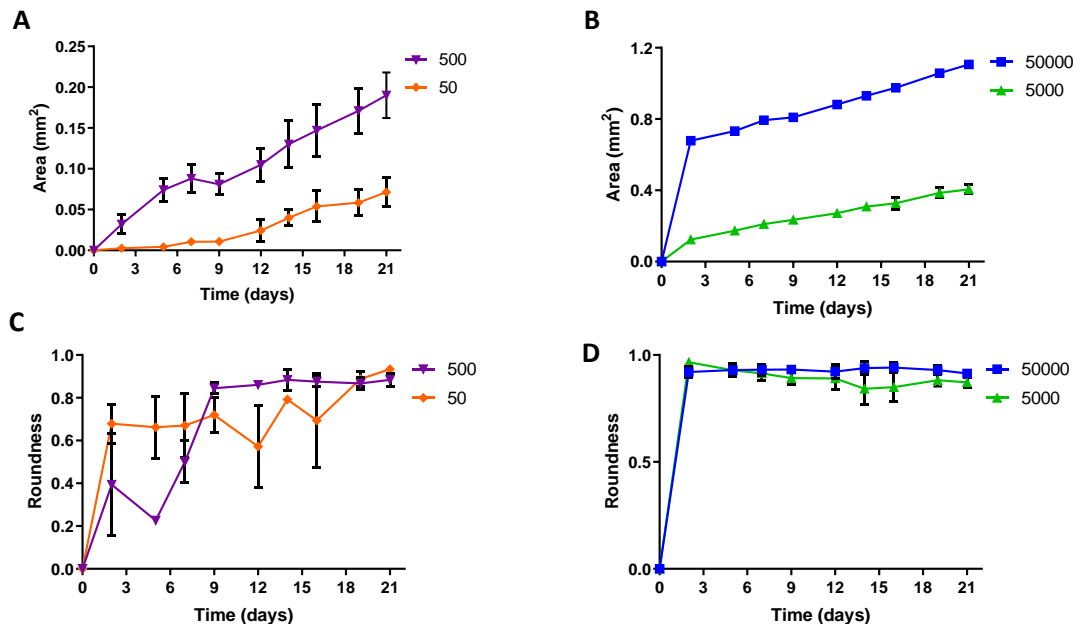 A
500
50
0.25
0.20
0.15
0.10
0.05
0.00
Area (mm²)
0 3 6 9 12 15 18 21
Time (days)
B
50000
5000
1.2
0.8
0.4
0.0
Area (mm²)
0 3 6 9 12 15 18 21
Time (days)
C
500
50
1.0
0.8
0.6
0.4
0.2
0.0
Roundness
0 3 6 9 12 15 18 21
Time (days)
D
50000
5000
1.0
0.5
0.0
Roundness
0 3 6 9 12 15 18 21
Time (days)